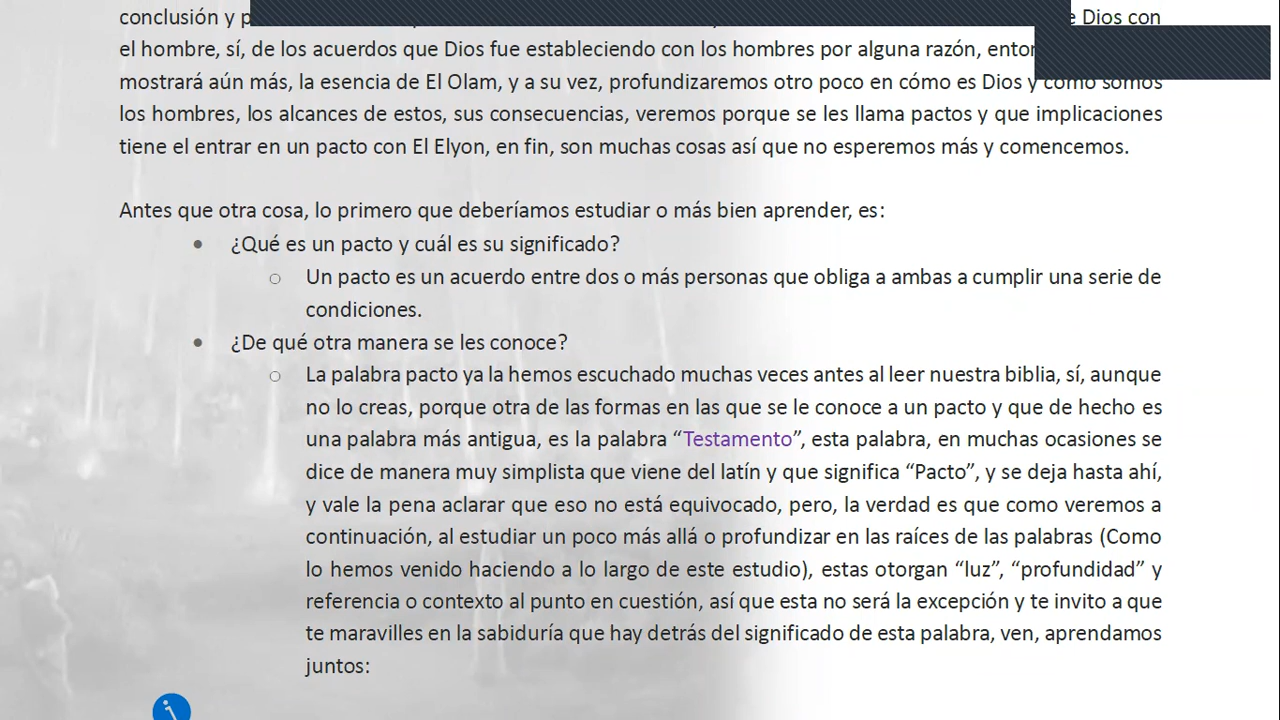 conclusión y
e Dios con
el hombre, sí, de los acuerdos que Dios fue estableciendo con los hombres por alguna razón,
mostrará aún más, la esencia de El Olam, y a su vez, profundizaremos otro poco en cómo es Dios y como somos
los hombres, los alcances de estos, sus consecuencias, veremos porque se les llama pactos y que implicaciones
tiene el entrar en un pacto con El Elyon, en fin, son muchas cosas así que no esperemos más y comencemos.
Antes que otra cosa, lo primero que deberíamos estudiar o más bien aprender, es:
• ¿Qué es un pacto y cuál es su significado?
○ Un pacto es un acuerdo entre dos o más personas que obliga a ambas a cumplir una serie de
condiciones.
• ¿De qué otra manera se les conoce?
○ La palabra pacto ya la hemos escuchado muchas veces antes al leer nuestra biblia, sí, aunque
no lo creas, porque otra de las formas en las que se le conoce a un pacto y que de hecho es
una palabra más antigua, es la palabra “Testamento”, esta palabra, en muchas ocasiones se
dice de manera muy simplista que viene del latín y que significa “Pacto”, y se deja hasta ahí,
y vale la pena aclarar que eso no está equivocado, pero, la verdad es que como veremos a
continuación, al estudiar un poco más allá o profundizar en las raíces de las palabras (Como
lo hemos venido haciendo a lo largo de este estudio), estas otorgan “luz”, “profundidad” y
referencia o contexto al punto en cuestión, así que esta no será la excepción y te invito a que
te maravilles en la sabiduría que hay detrás del significado de esta palabra, ven, aprendamos
juntos: